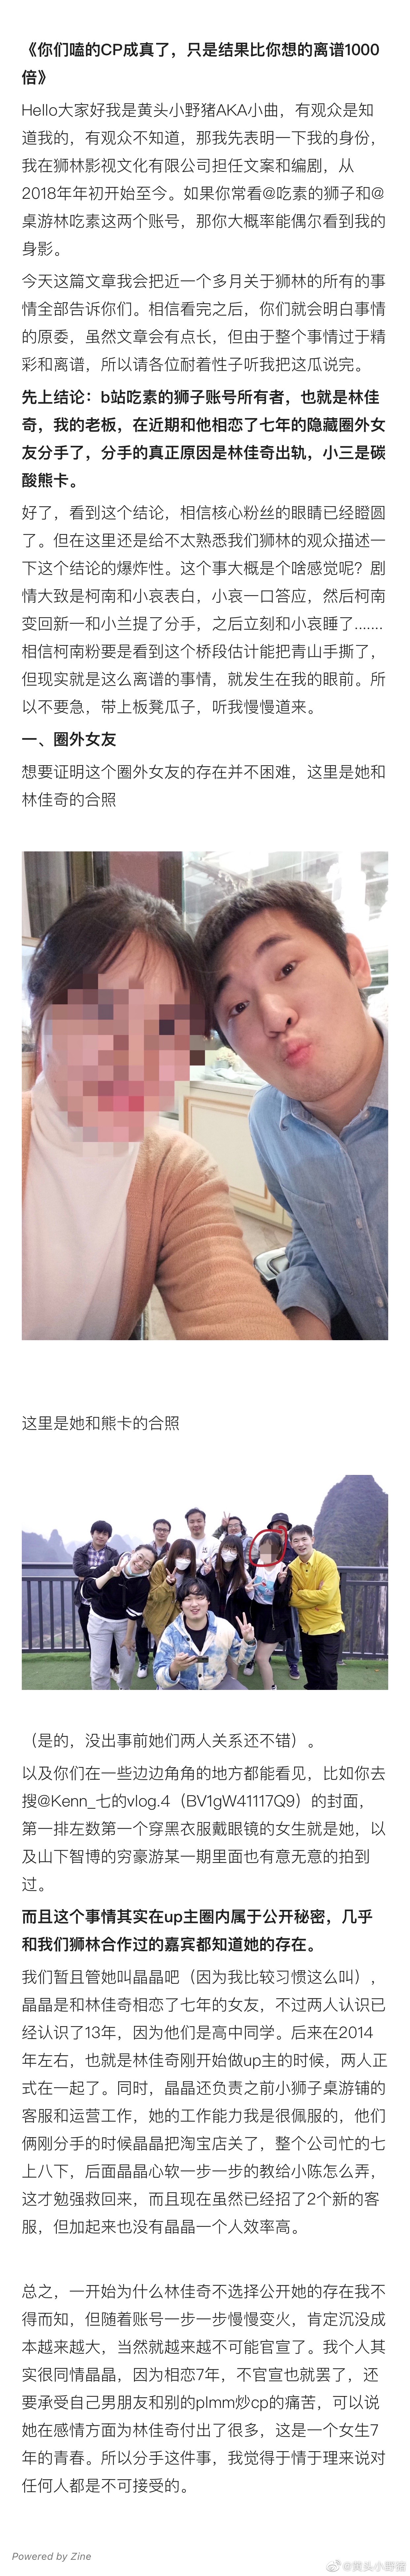 《你们嗑的CP成真了，只是结果比你想的离谱1000
倍》
Hello大家好我是黄头小野猪AKA小曲，有观众是知
道我的，有观众不知道，那我先表明一下我的身份，
我在狮林影视文化有限公司担任文案和编剧，从
2018年年初开始至今。如果你常看@吃素的狮子和@
桌游林吃素这两个账号，那你大概率能偶尔看到我的
身影。
今天这篇文章我会把近一个多月关于狮林的所有的事
情全部告诉你们。相信看完之后，你们就会明白事情
的原委，虽然文章会有点长，但由于整个事情过于精
彩和离谱，所以请各位耐着性子听我把这瓜说完。
先上结论：b站吃素的狮子账号所有者，也就是林佳
奇，我的老板，在近期和他相恋了七年的隐藏圈外女
友分手了，分手的真正原因是林佳奇出轨，小三是碳
酸熊卡。
好了，看到这个结论，相信核心粉丝的眼睛已经瞪圆
了。但在这里还是给不太熟悉我们狮林的观众描述一
下这个结论的爆炸性。这个事大概是个啥感觉呢？剧
情大致是柯南和小哀表白，小哀一口答应，然后柯南
变回新一和小兰提了分手，之后立刻和小哀睡了.......
相信柯南粉要是看到这个桥段估计能把青山手撕了，
但现实就是这么离谱的事情，就发生在我的眼前。所
以不要急，带上板凳瓜子，听我慢慢道来。
一、圈外女友
想要证明这个圈外女友的存在并不困难，这里是她和
林佳奇的合照
这里是她和熊卡的合照
（是的，没出事前她们两人关系还不错）。
以及你们在一些边边角角的地方都能看见，比如你去
搜@Kenn_七的vlog.4（BV1gW41117Q9）的封面，
第一排左数第一个穿黑衣服戴眼镜的女生就是她，以
及山下智博的穷豪游某一期里面也有意无意的拍到
过。
而且这个事情其实在up主圈内属于公开秘密，几乎
和我们狮林合作过的嘉宾都知道她的存在。
我们暂且管她叫晶晶吧（因为我比较习惯这么叫），
晶晶是和林佳奇相恋了七年的女友，不过两人认识已
经认识了13年，因为他们是高中同学。后来在2014
年左右，也就是林佳奇刚开始做up主的时候，两人正
式在一起了。同时，晶晶还负责之前小狮子桌游铺的
客服和运营工作，她的工作能力我是很佩服的，他们
俩刚分手的时候晶晶把淘宝店关了，整个公司忙的七
上八下，后面晶晶心软一步一步的教给小陈怎么弄，
这才勉强救回来，而且现在虽然已经招了2个新的客
服，但加起来也没有晶晶一个人效率高。
总之，一开始为什么林佳奇不选择公开她的存在我不
得而知，但随着账号一步一步慢慢变火，肯定沉没成
本越来越大，当然就越来越不可能官宣了。我个人其
实很同情晶晶，因为相恋7年，不官宣也就罢了，还
要承受自己男朋友和别的plmm炒cp的痛苦，可以说
她在感情方面为林佳奇付出了很多，这是一个女生7
年的青春。所以分手这件事，我觉得于情于理来说对
任何人都是不可接受的。
Powered by Zine
@黄头小野猪